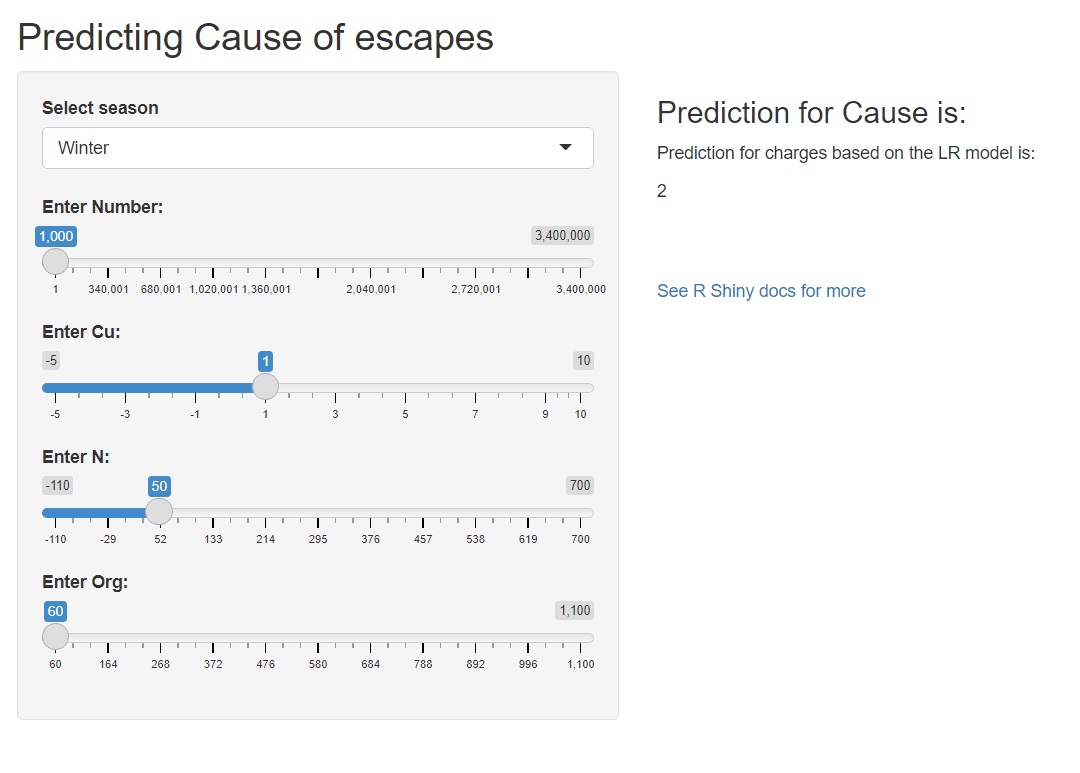 Predicting Cause of escapes
Select season
Winter
Enter Number:
1,000 3,400,000
1 340,001 680,001 1,020,001 1,360,001 2,040,001 2,720,001 3,400,000
Enter Cu:
-5 1 10
-5 -3 -1 1 3 5 7 9 10
Enter N:
-110 50 700
-110 -29 52 133 214 295 376 457 538 619 700
Enter Org:
60 1,100
60 164 268 372 476 580 684 788 892 996 1,100
Prediction for Cause is:
Prediction for charges based on the LR model is:
2
See R Shiny docs for more